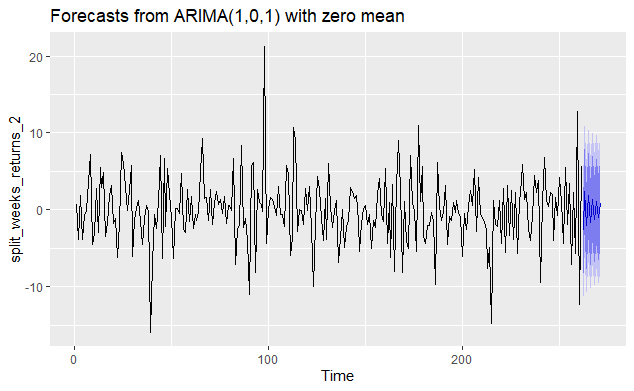 Forecasts from ARIMA(1,0,1) with zero mean
20
10
0
-10
split_weeks_returns_2
0
100
200
Time